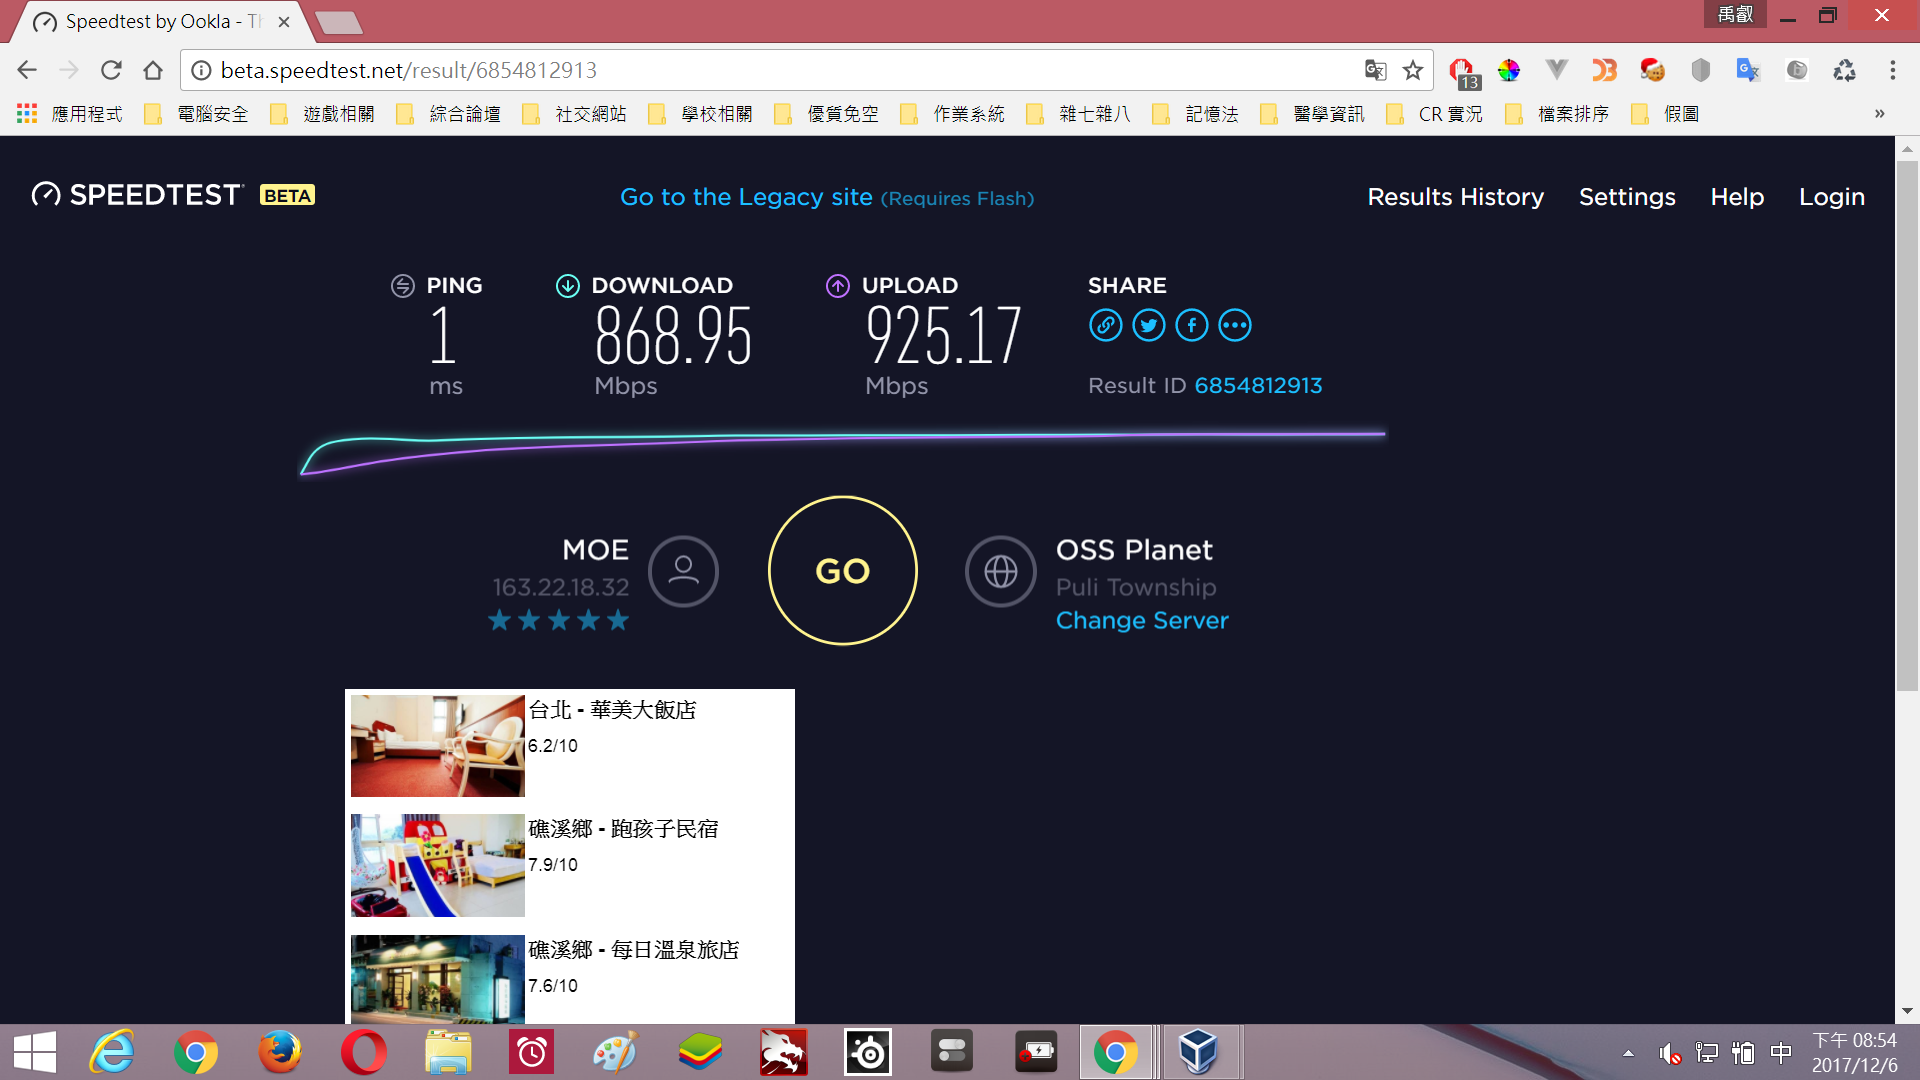 Speedtest by Ookla - Th
禹叡
beta.speedtest.net/result/6854812913
13
應用程式 電腦安全 遊戲相關 綜合論壇 社交網站 學校相關 優質免空 作業系統 雜七雜八 記憶法 醫學資訊 CR 實況 檔案排序 假圖 »
SPEEDTEST BETA
Go to the Legacy site (Requires Flash)
Results History Settings Help Login
PING DOWNLOAD UPLOAD SHARE
1 868.95 925.17
ms Mbps Mbps Result ID 6854812913
MOE
163.22.18.32
GO
OSS Planet
Puli Township
Change Server
台北 - 華美大飯店
6.2/10
礁溪鄉 - 跑孩子民宿
7.9/10
礁溪鄉 - 每日溫泉旅店
7.6/10
中
下午 08:54
2017/12/6